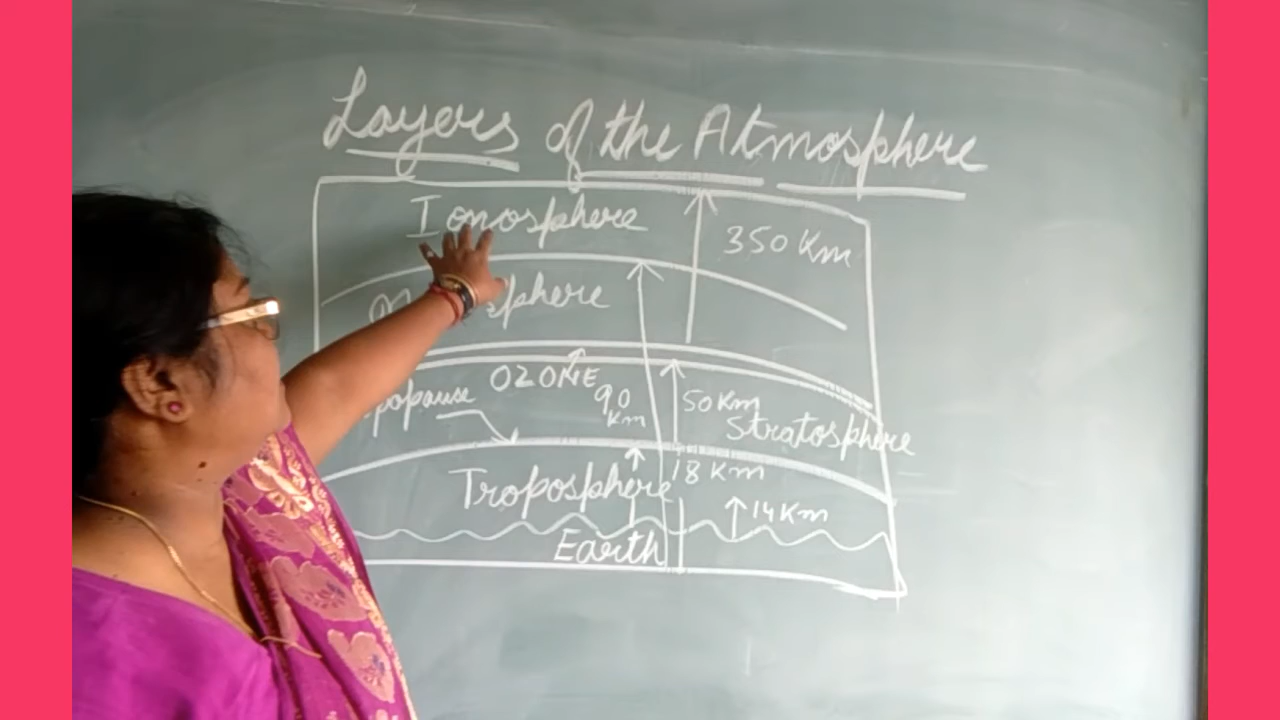 Layers of the Atmosphere
Ionosphere
350 Km
OZONE
90
Km
50 Km
Stratosphere
Troposphere
18 Km
14 Km
Earth